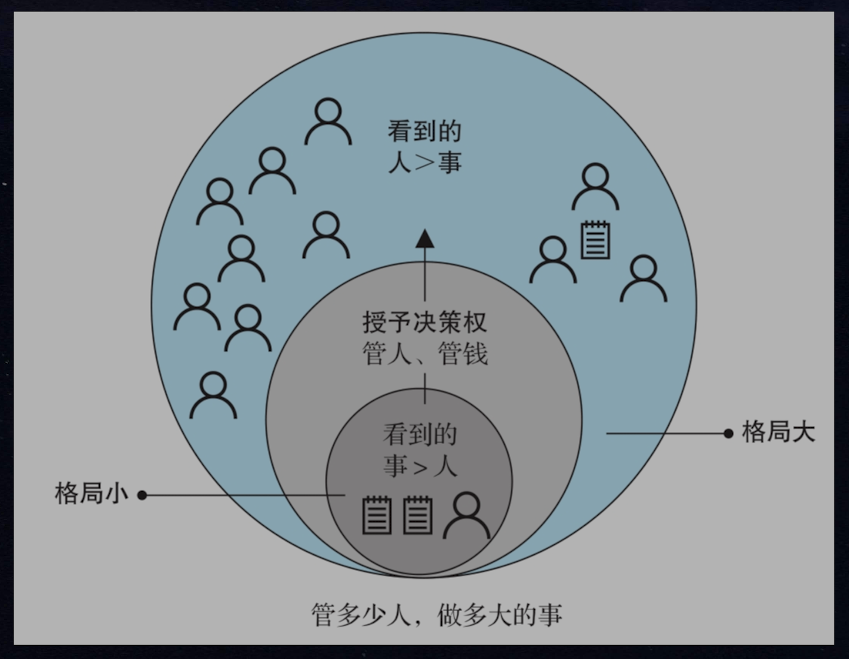 看到的
人＞事
授予决策权
管人、管钱
看到的
事＞人
格局大
格局小
管多少人，做多大的事